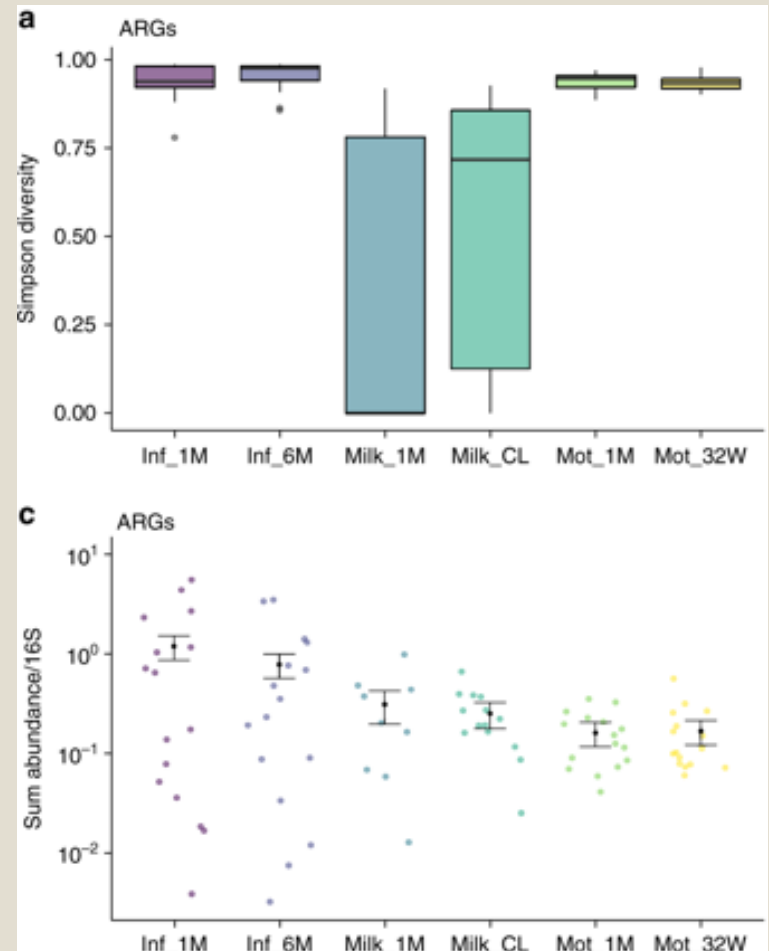 a
ARGs
1.00
0.75
0.50
0.25
0.00
Simpson diversity
Inf_1M Inf_6M Milk_1M Milk_CL Mot_1M Mot_32W
c
ARGs
10¹
10⁰
10⁻¹
10⁻²
Sum abundance/16S
Inf_1M Inf_6M Milk_1M Milk_CL Mot_1M Mot_32W